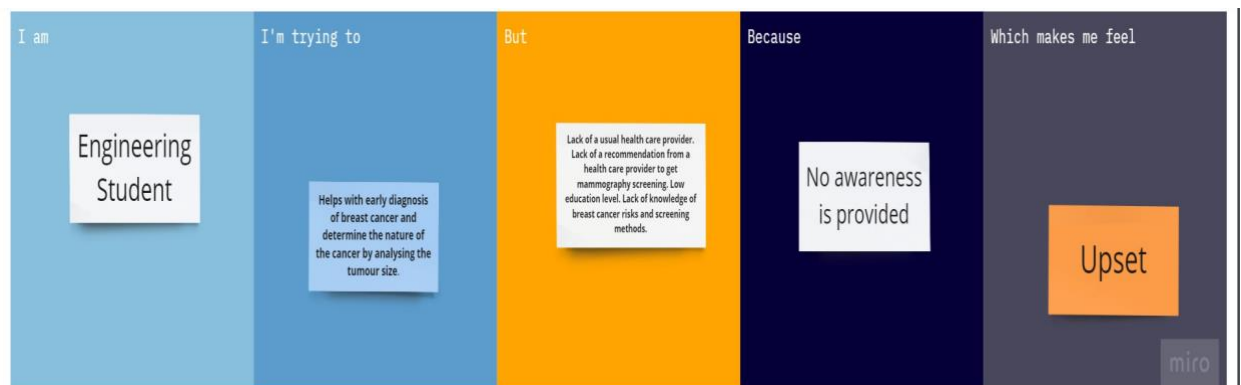 I am
Engineering
Student
I'm trying to
Helps with early diagnosis
of breast cancer and
determine the nature of
the cancer by analysing the
tumour size.
But
Lack of a usual health care provider.
Lack of a recommendation from a
health care provider to get
mammography screening. Low
education level. Lack of knowledge of
breast cancer risks and screening
methods.
Because
No awareness
is provided
Which makes me feel
Upset
miro